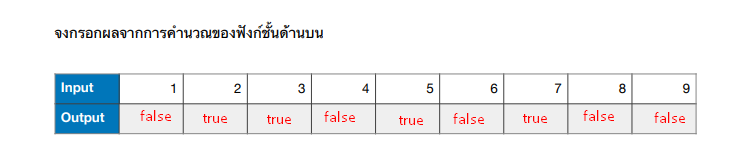 จงกรอกผลจากการคำนวณของฟังก์ชั้นด้านบน
Input 1 2 3 4 5 6 7 8 9
Output false true true false true false true false false